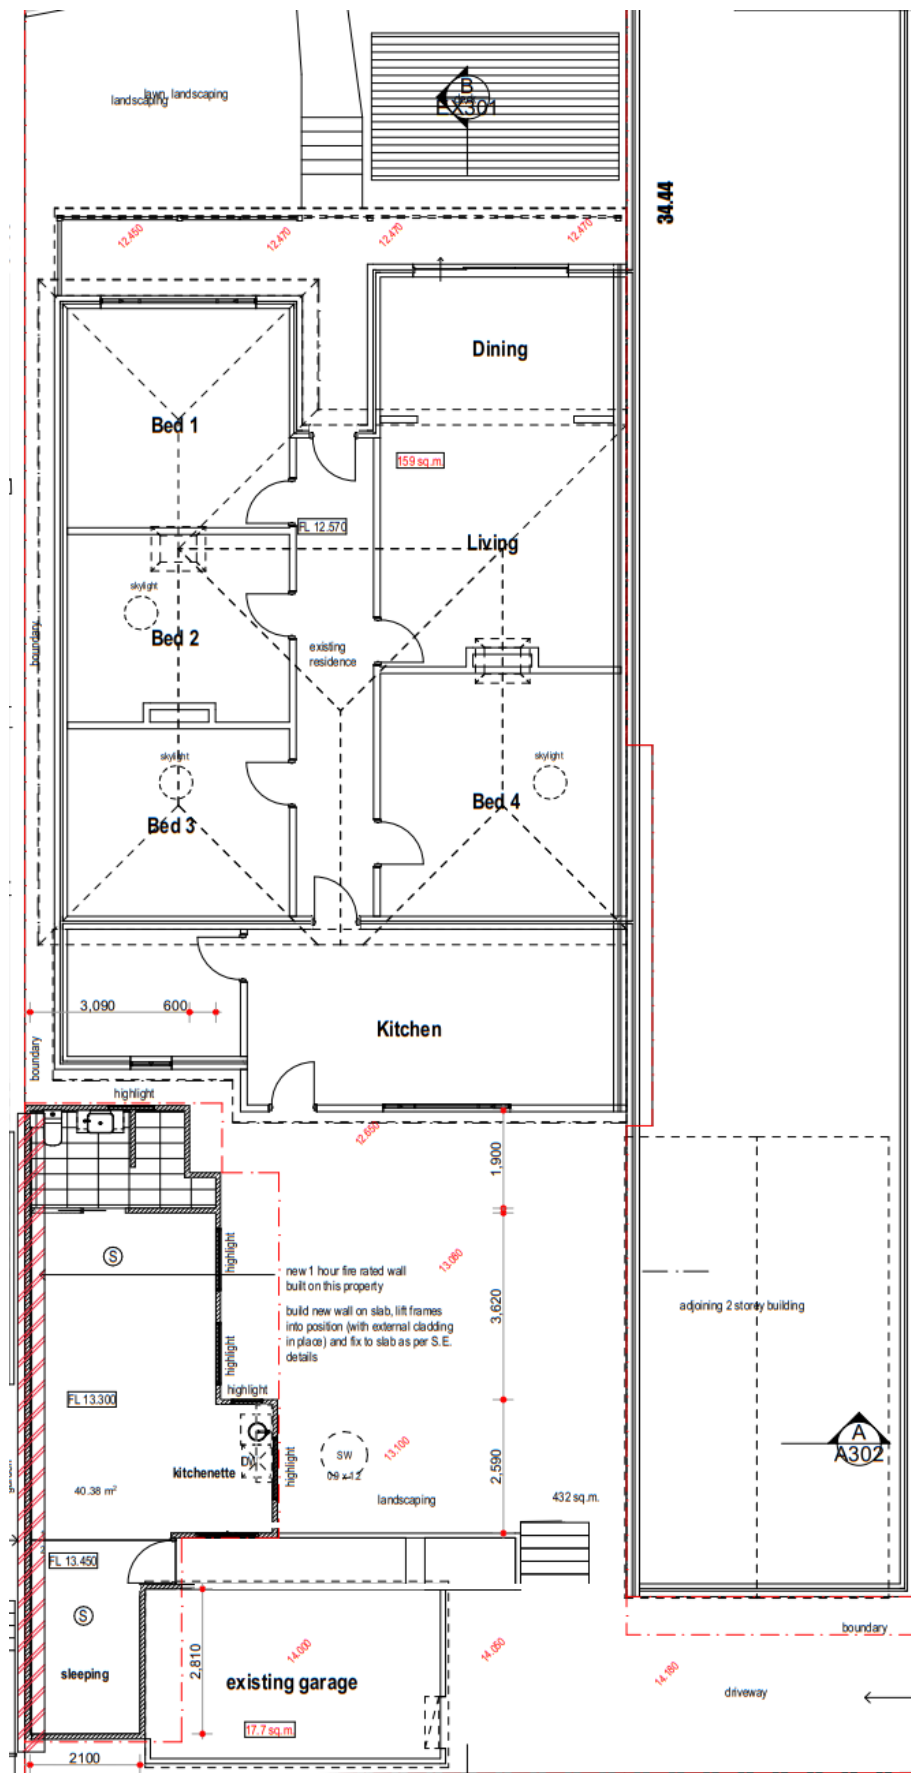 lawn, landscaping
landscaping
B
EX301
34.44
12.450
12.470
12.470
12.470
Dining
Bed 1
159 sq.m.
FL 12.570
Living
skylight
Bed 2
existing
residence
boundary
skylight
skylight
Bed 4
Bed 3
3,090
600
Kitchen
boundary
highlight
12.650
1,900
highlight
13.060
new 1 hour fire rated wall
built on this property
build new wall on slab, lift frames
into position (with external cladding
in place) and fix to slab as per S.E.
details
S
3,620
adjoining 2 storey building
highlight
highlight
FL 13.300
A
A302
SW
0.9 x 1.2
13.100
kitchenette
highlight
2,590
40.38 m²
landscaping
432 sq.m.
FL 13.450
S
sleeping
2,810
14.000
existing garage
17.7 sq.m.
14.050
14.180
boundary
driveway
2100